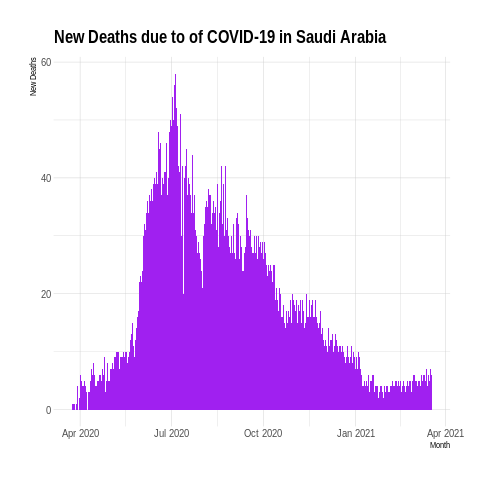 New Deaths due to of COVID-19 in Saudi Arabia
New Deaths
60
40
20
0
Apr 2020 Jul 2020 Oct 2020 Jan 2021 Apr 2021
Month